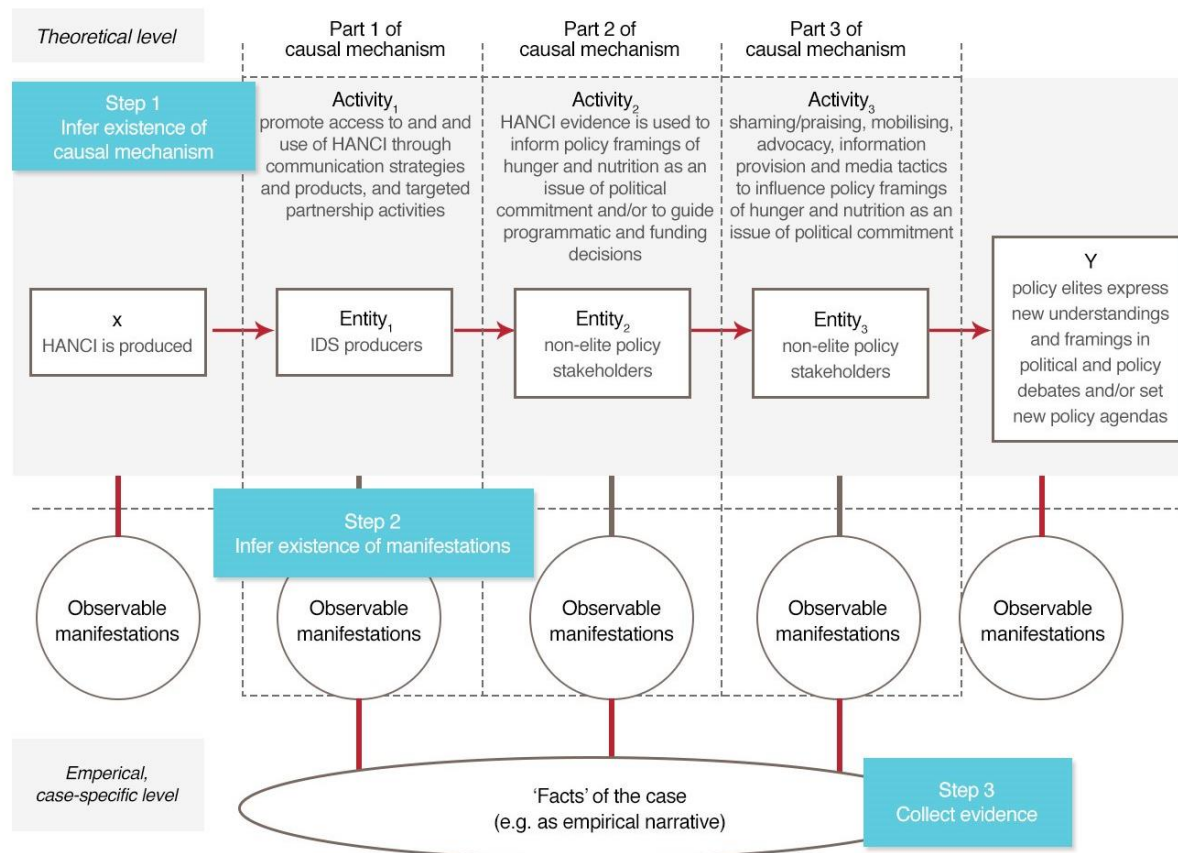 Theoretical level
Part 1 of
causal mechanism
Part 2 of
causal mechanism
Part 3 of
causal mechanism
Step 1
Infer existence of
causal mechanism
Activity1
promote access to and and
use of HANCI through
communication strategies
and products, and targeted
partnership activities
Activity2
HANCI evidence is used to
inform policy framings of
hunger and nutrition as an
issue of political
commitment and/or to guide
programmatic and funding
decisions
Activity3
shaming/praising, mobilising,
advocacy, information
provision and media tactics
to influence policy framings
of hunger and nutrition as an
issue of political commitment
x
HANCI is produced
Entity1
IDS producers
Entity2
non-elite policy
stakeholders
Entity3
non-elite policy
stakeholders
Y
policy elites express
new understandings
and framings in
political and policy
debates and/or set
new policy agendas
Step 2
Infer existence of manifestations
Observable
manifestations
Observable
manifestations
Observable
manifestations
Observable
manifestations
Observable
manifestations
Emperical,
case-specific level
‘Facts’ of the case
(e.g. as empirical narrative)
Step 3
Collect evidence